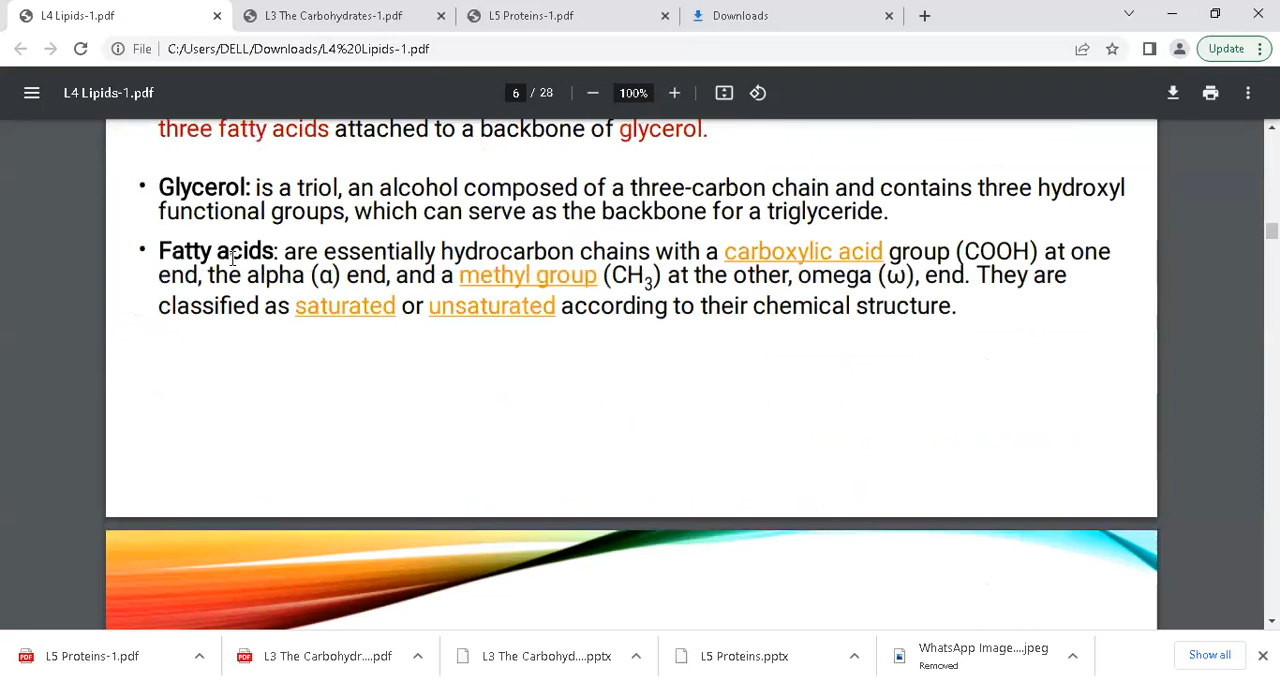 L4 Lipids-1.pdf
L3 The Carbohydrates-1.pdf
L5 Proteins-1.pdf
Downloads
File
C:/Users/DELL/Downloads/L4%20Lipids-1.pdf
Update
L4 Lipids-1.pdf
6 / 28
100%
three fatty acids attached to a backbone of glycerol.
• Glycerol: is a triol, an alcohol composed of a three-carbon chain and contains three hydroxyl
functional groups, which can serve as the backbone for a triglyceride.
• Fatty acids: are essentially hydrocarbon chains with a carboxylic acid group (COOH) at one
end, the alpha (α) end, and a methyl group (CH₃) at the other, omega (ω), end. They are
classified as saturated or unsaturated according to their chemical structure.
L5 Proteins-1.pdf
L3 The Carbohydr....pdf
L3 The Carbohyd....pptx
L5 Proteins.pptx
WhatsApp Image....jpeg
Removed
Show all